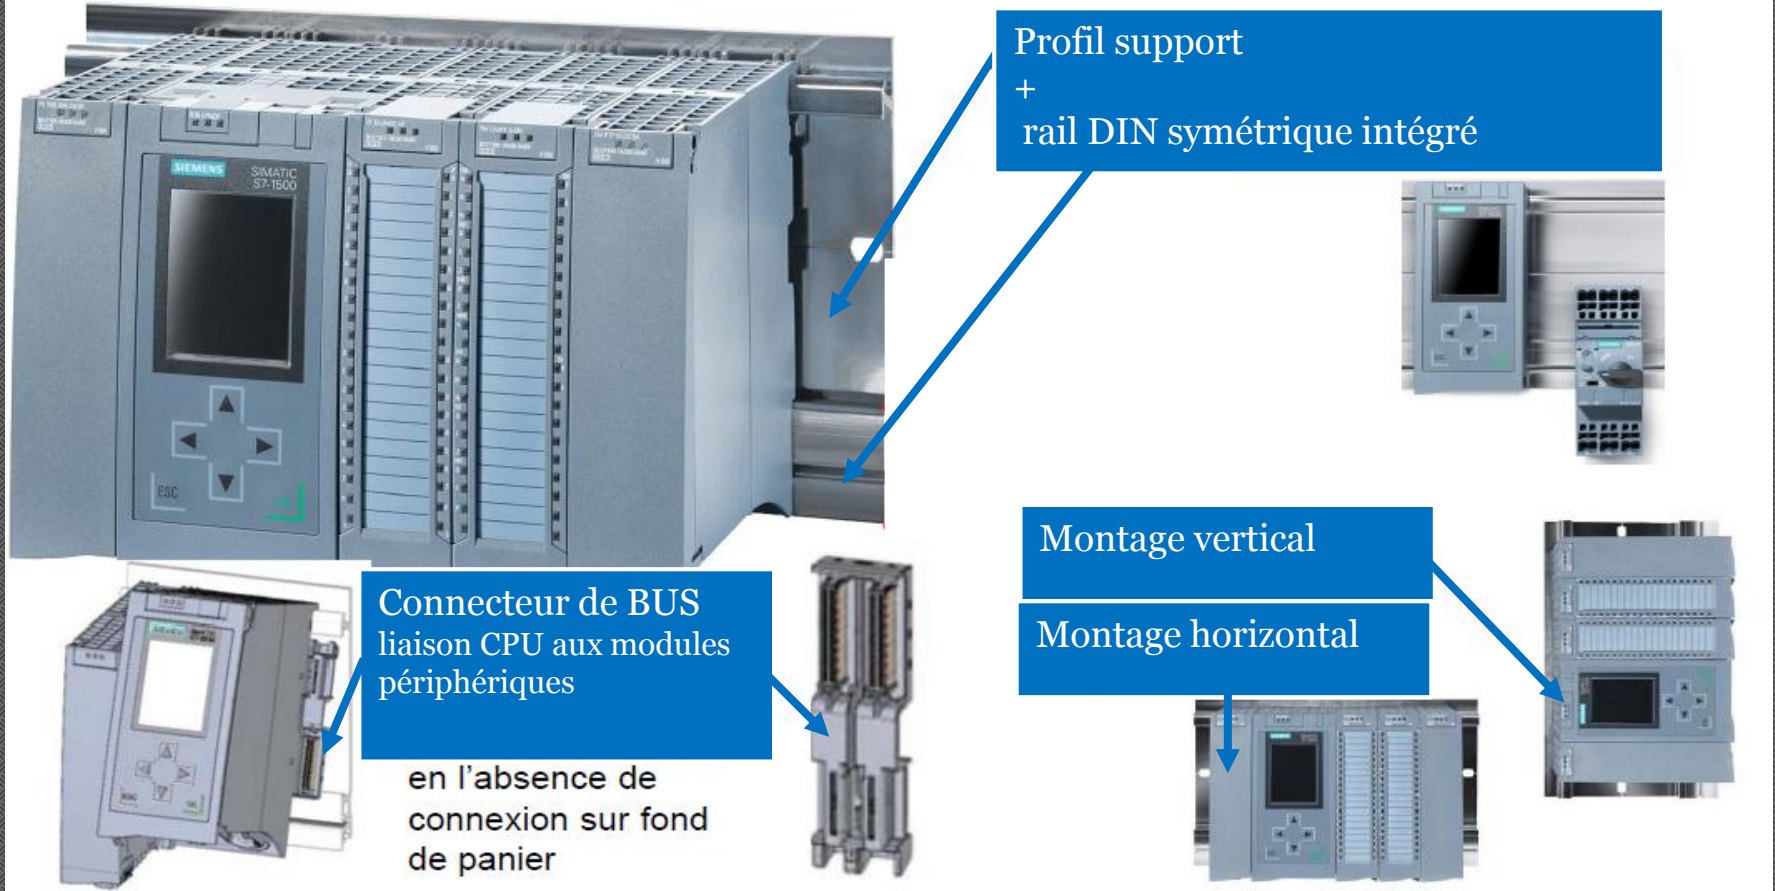 Profil support
+
rail DIN symétrique intégré
SIEMENS
SIMATIC
S7-1500
ESC
Montage vertical
Montage horizontal
Connecteur de BUS
liaison CPU aux modules
périphériques
en l'absence de
connexion sur fond
de panier